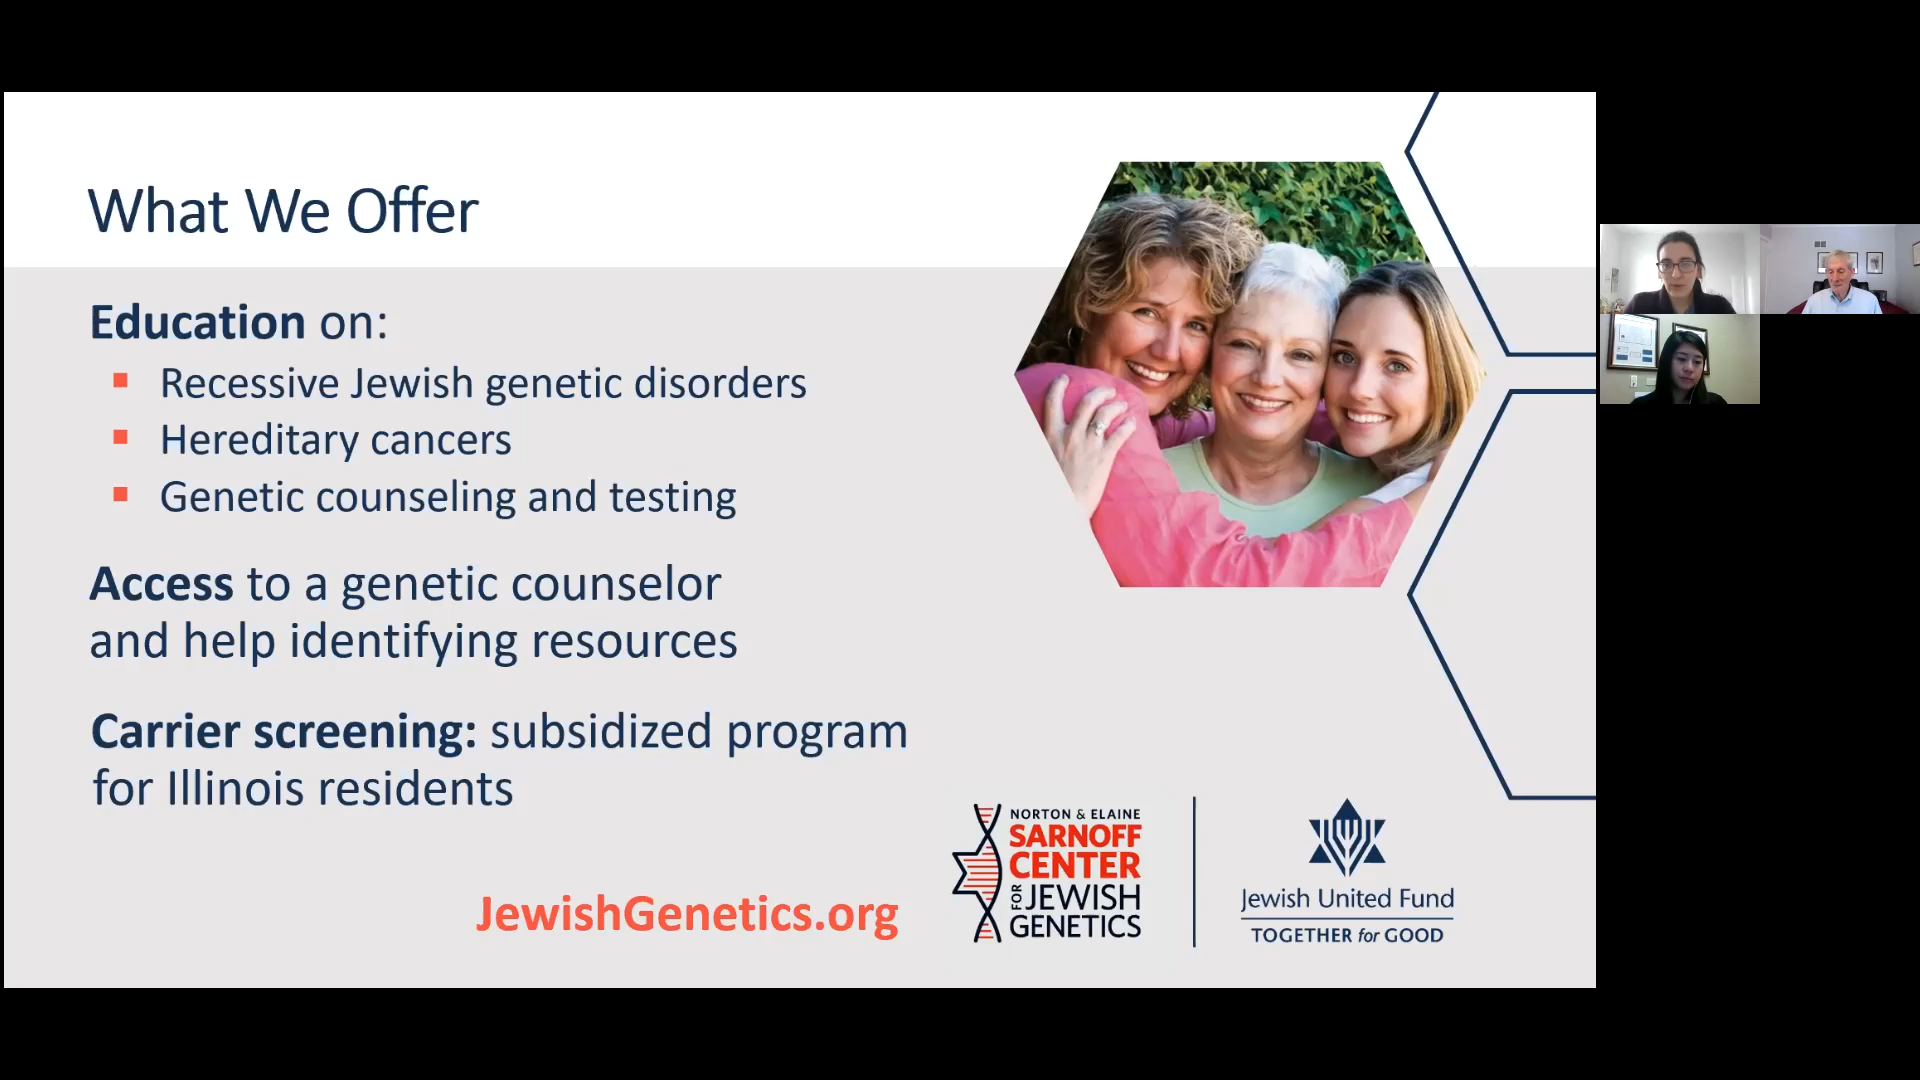 What We Offer
Education on:
Recessive Jewish genetic disorders
Hereditary cancers
Genetic counseling and testing
Access to a genetic counselor
and help identifying resources
Carrier screening: subsidized program
for Illinois residents
JewishGenetics.org
NORTON & ELAINE
SARNOFF
CENTER
FOR JEWISH
GENETICS
Jewish United Fund
TOGETHER for GOOD